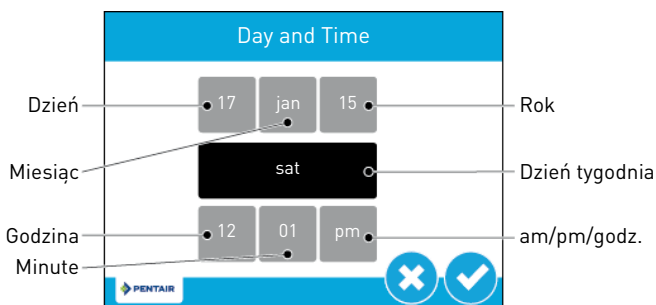 Day and Time
Dzień 17 jan 15 Rok
Miesiąc sat Dzień tygodnia
Godzina 12 01 pm am/pm/godz.
Minute
PENTAIR